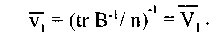 v̅₁ = (tr B⁻¹/ n)⁻¹ = V̅₁ .